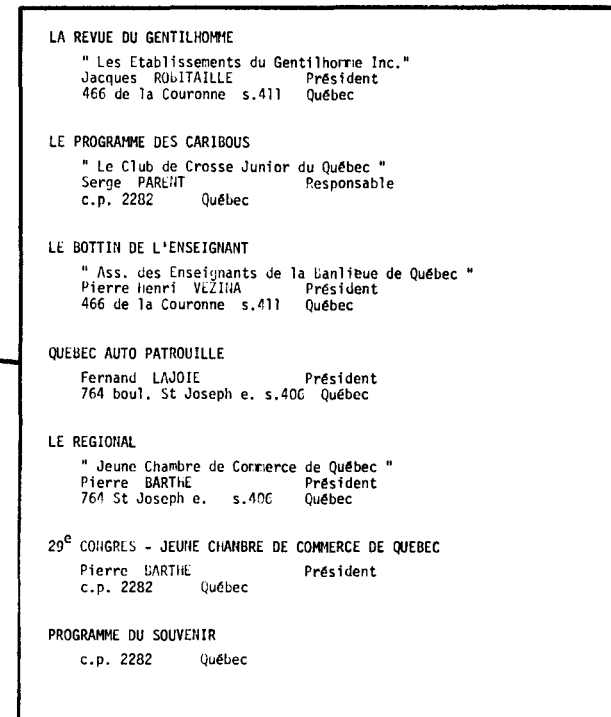 LA REVUE DU GENTILHOMME
" Les Etablissements du Gentilhomme Inc."
Jacques ROBITAILLE Président
466 de la Couronne s.411 Québec
LE PROGRAMME DES CARIBOUS
" Le Club de Crosse Junior du Québec "
Serge PARENT Responsable
c.p. 2282 Québec
LE BOTTIN DE L'ENSEIGNANT
" Ass. des Enseignants de la Banlieue de Québec "
Pierre Henri VEZINA Président
466 de la Couronne s.411 Québec
QUEBEC AUTO PATROUILLE
Fernand LAJOIE Président
764 boul. St Joseph e. s.406 Québec
LE REGIONAL
" Jeune Chambre de Commerce de Québec "
Pierre BARTHE Président
764 St Joseph e. s.406 Québec
29e CONGRES - JEUNE CHAMBRE DE COMMERCE DE QUEBEC
Pierre BARTHE Président
c.p. 2282 Québec
PROGRAMME DU SOUVENIR
c.p. 2282 Québec